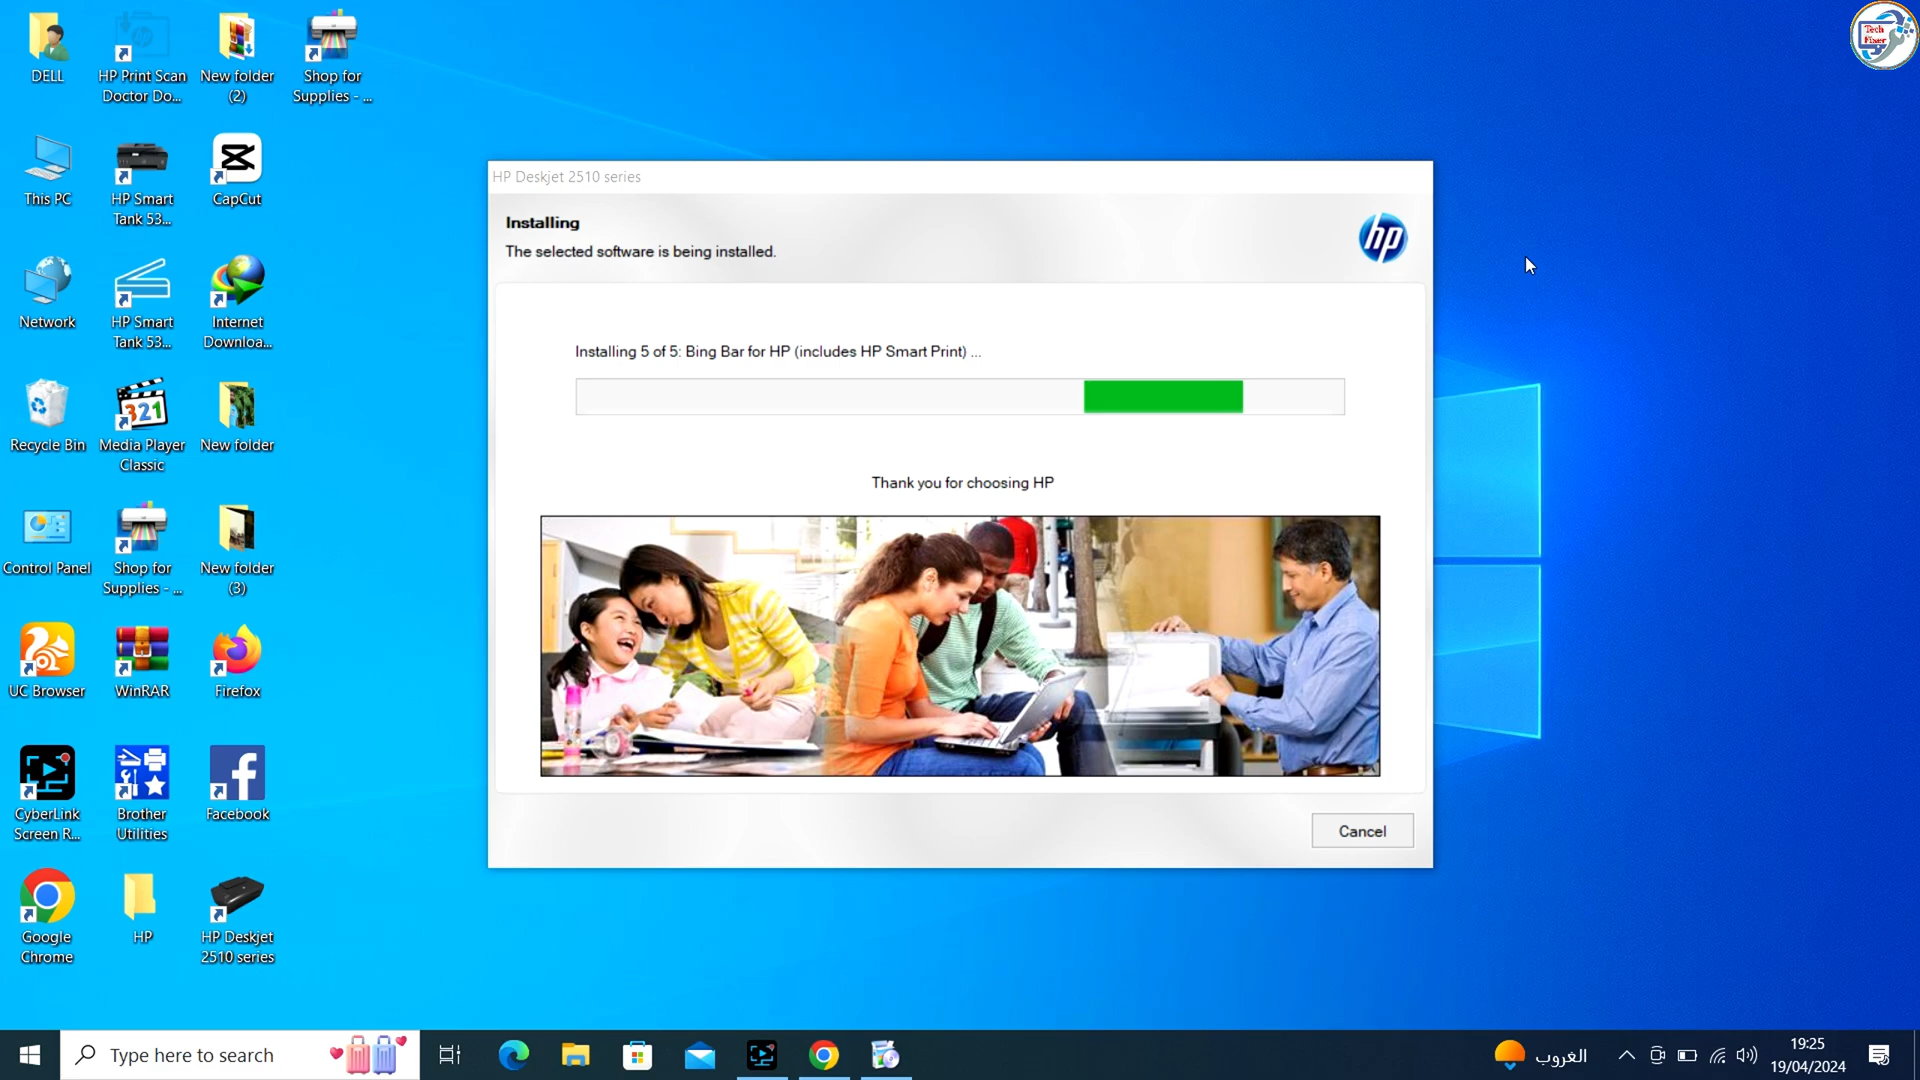 DELL
HP Print Scan
Doctor Do...
New folder
(2)
Shop for
Supplies - ...
Tech
Fixer
This PC
HP Smart
Tank 53...
CapCut
Network
HP Smart
Tank 53...
Internet
Downloa...
Recycle Bin
321
Media Player
Classic
New folder
Control Panel
Shop for
Supplies - ...
New folder
(3)
UC Browser
WinRAR
Firefox
CyberLink
Screen R...
Brother
Utilities
Facebook
Google
Chrome
HP
HP Deskjet
2510 series
HP Deskjet 2510 series
Installing
The selected software is being installed.
hp
Installing 5 of 5: Bing Bar for HP (includes HP Smart Print) ...
Thank you for choosing HP
Cancel
Type here to search
الغروب
19:25
19/04/2024